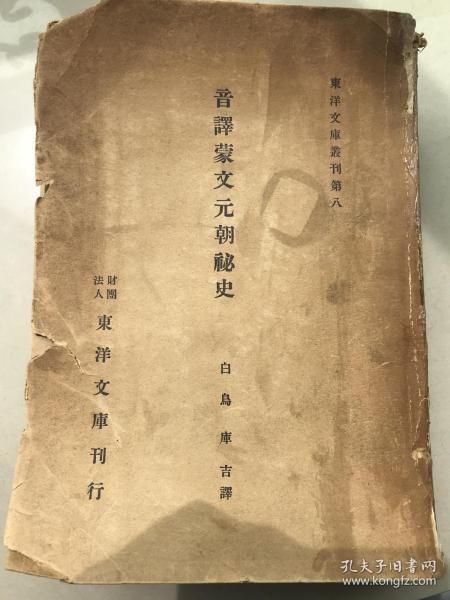 東洋文庫叢刊第八
音譯蒙文元朝祕史
白鳥庫吉譯
財團法人東洋文庫刊行
孔夫子旧书网
www.kongfz.com